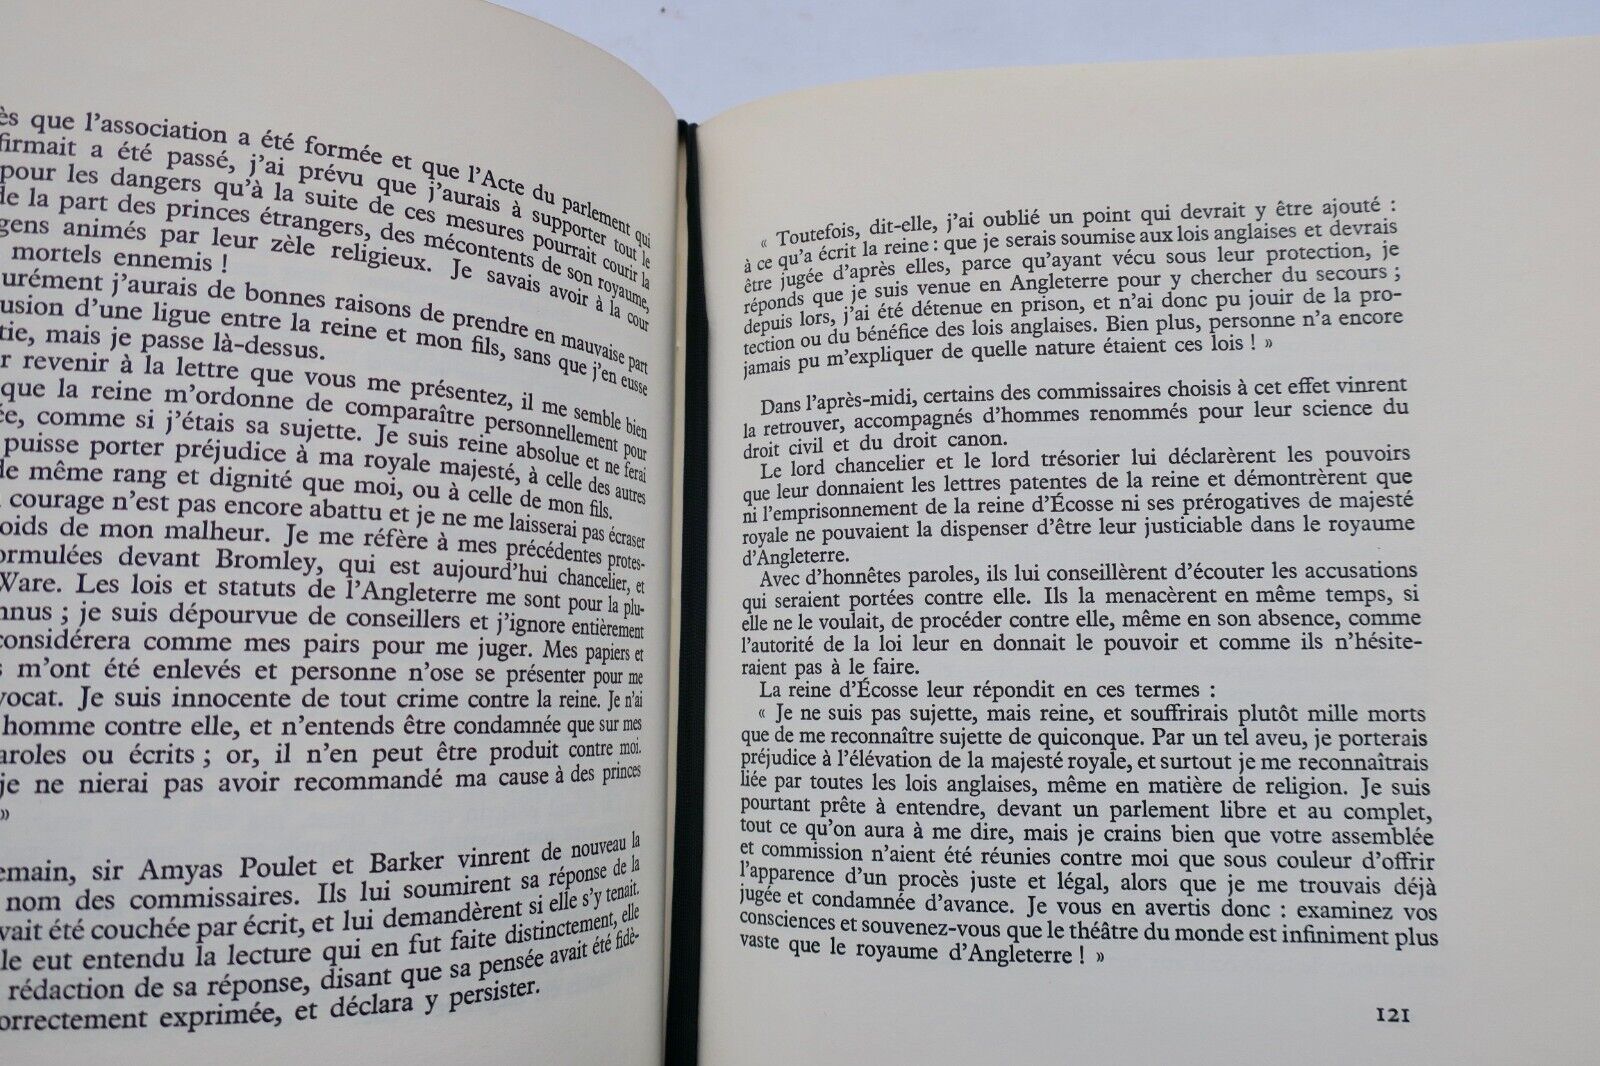 que l'association a été formée et que l'Acte du parlement qui
a été passé, j'ai prévu que j'aurais à supporter tout le
pour les dangers qu'à la suite de ces mesures pourrait courir la
de la part des princes étrangers, des mécontents de son royaume,
gens animés par leur zèle religieux. Je savais avoir à la cour
mortels ennemis !
j'aurais de bonnes raisons de prendre en mauvaise part
d'une ligue entre la reine et mon fils, sans que j'en eusse
mais je passe là-dessus.
revenir à la lettre que vous me présentez, il me semble bien
que la reine m'ordonne de comparaître personnellement pour
comme si j'étais sa sujette. Je suis reine absolue et ne ferai
puisse porter préjudice à ma royale majesté, à celle des autres
de même rang et dignité que moi, ou à celle de mon fils.
courage n'est pas encore abattu et je ne me laisserai pas écraser
de mon malheur. Je me réfère à mes précédentes protes-
devant Bromley, qui est aujourd'hui chancelier, et
Ware. Les lois et statuts de l'Angleterre me sont pour la plu-
; je suis dépourvue de conseillers et j'ignore entièrement
considérera comme mes pairs pour me juger. Mes papiers et
m'ont été enlevés et personne n'ose se présenter pour me
Je suis innocente de tout crime contre la reine. Je n'ai
homme contre elle, et n'entends être condamnée que sur mes
ou écrits ; or, il n'en peut être produit contre moi.
je ne nierai pas avoir recommandé ma cause à des princes
»
sir Amyas Poulet et Barker vinrent de nouveau la
nom des commissaires. Ils lui soumirent sa réponse de la
été couchée par écrit, et lui demandèrent si elle s'y tenait.
eut entendu la lecture qui en fut faite distinctement, elle
rédaction de sa réponse, disant que sa pensée avait été fidè-
exprimée, et déclara y persister.
« Toutefois, dit-elle, j'ai oublié un point qui devrait y être ajouté :
à ce qu'a écrit la reine : que je serais soumise aux lois anglaises et devrais
être jugée d'après elles, parce qu'ayant vécu sous leur protection, je
réponds que je suis venue en Angleterre pour y chercher du secours ;
depuis lors, j'ai été détenue en prison, et n'ai donc pu jouir de la pro-
tection ou du bénéfice des lois anglaises. Bien plus, personne n'a encore
jamais pu m'expliquer de quelle nature étaient ces lois ! »
Dans l'après-midi, certains des commissaires choisis à cet effet vinrent
la retrouver, accompagnés d'hommes renommés pour leur science du
droit civil et du droit canon.
Le lord chancelier et le lord trésorier lui déclarèrent les pouvoirs
que leur donnaient les lettres patentes de la reine et démontrèrent que
ni l'emprisonnement de la reine d'Écosse ni ses prérogatives de majesté
royale ne pouvaient la dispenser d'être leur justiciable dans le royaume
d'Angleterre.
Avec d'honnêtes paroles, ils lui conseillèrent d'écouter les accusations
qui seraient portées contre elle. Ils la menacèrent en même temps, si
elle ne le voulait, de procéder contre elle, même en son absence, comme
l'autorité de la loi leur en donnait le pouvoir et comme ils n'hésite-
raient pas à le faire.
La reine d'Écosse leur répondit en ces termes :
« Je ne suis pas sujette, mais reine, et souffrirais plutôt mille morts
que de me reconnaître sujette de quiconque. Par un tel aveu, je porterais
préjudice à l'élévation de la majesté royale, et surtout je me reconnaîtrais
liée par toutes les lois anglaises, même en matière de religion. Je suis
pourtant prête à entendre, devant un parlement libre et au complet,
tout ce qu'on aura à me dire, mais je crains bien que votre assemblée
et commission n'aient été réunies contre moi que sous couleur d'offrir
l'apparence d'un procès juste et légal, alors que je me trouvais déjà
jugée et condamnée d'avance. Je vous en avertis donc : examinez vos
consciences et souvenez-vous que le théâtre du monde est infiniment plus
vaste que le royaume d'Angleterre ! »
121